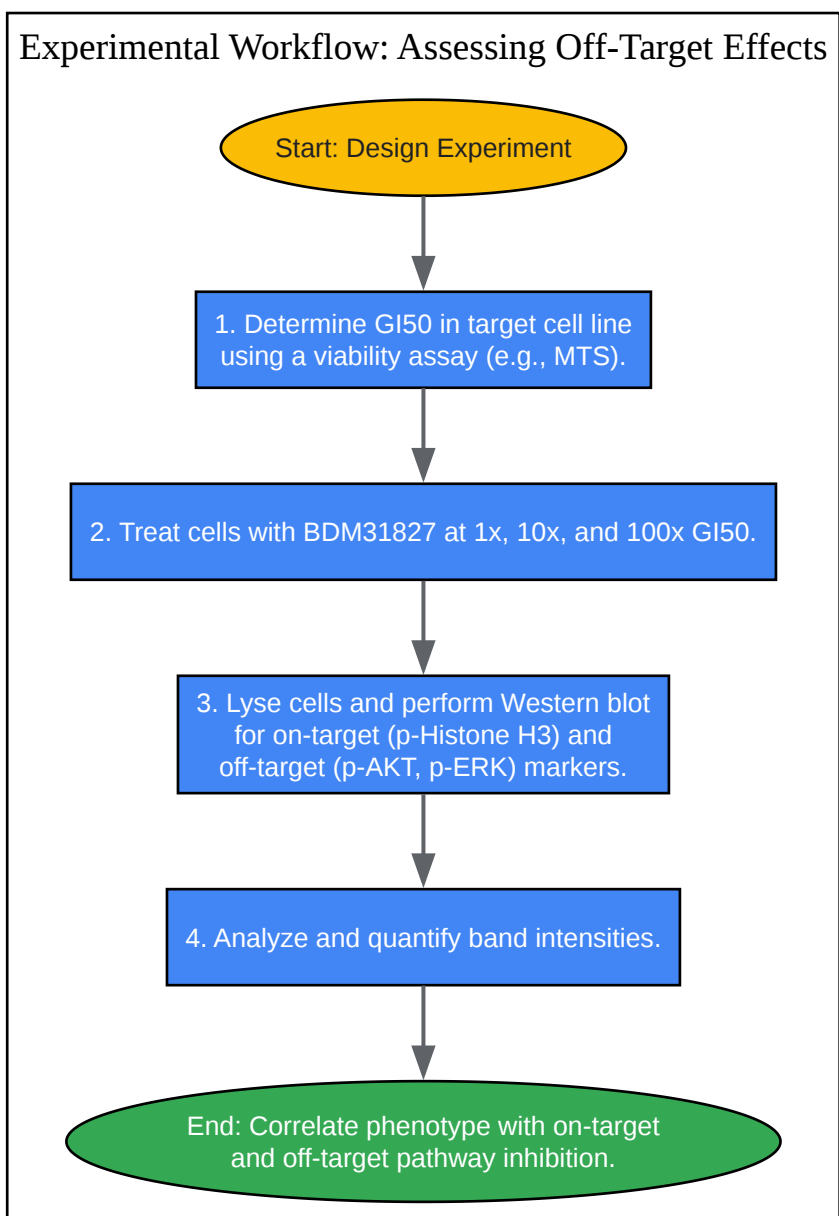 Experimental Workflow: Assessing Off-Target Effects
Start: Design Experiment
1. Determine GI50 in target cell line
using a viability assay (e.g., MTS).
2. Treat cells with BDM31827 at 1x, 10x, and 100x GI50.
3. Lyse cells and perform Western blot
for on-target (p-Histone H3) and
off-target (p-AKT, p-ERK) markers.
4. Analyze and quantify band intensities.
End: Correlate phenotype with on-target
and off-target pathway inhibition.